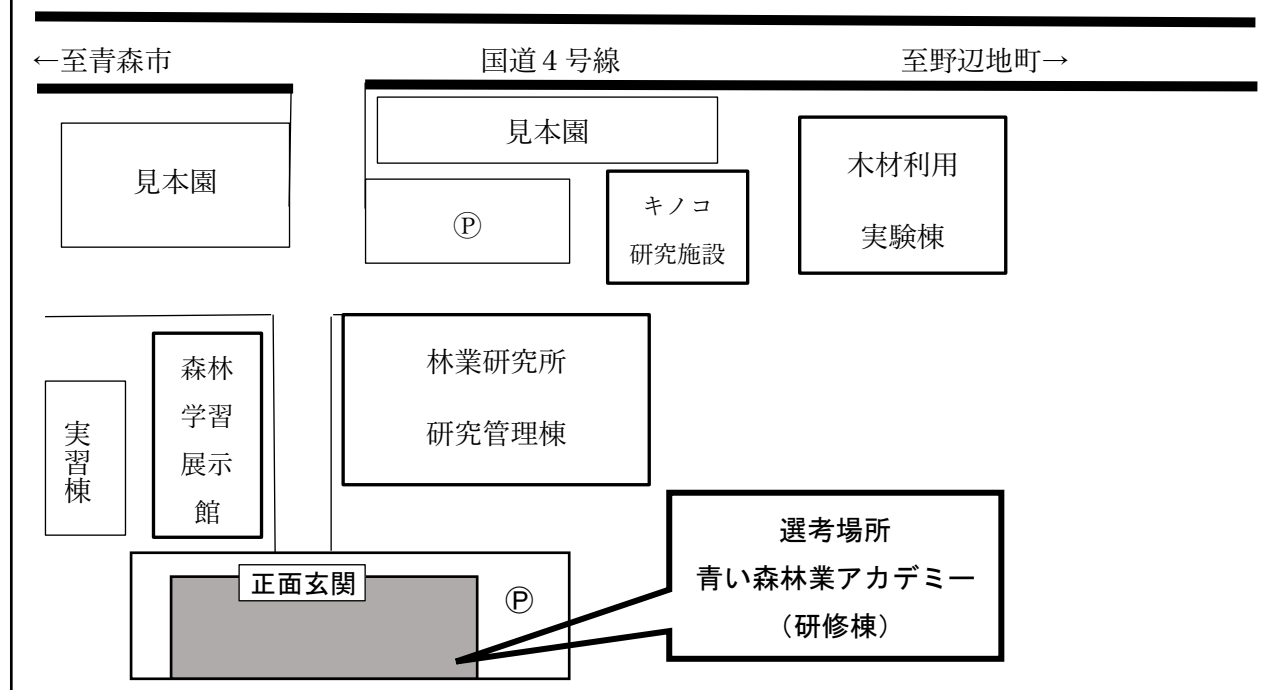 ←至青森市
国道4号線
至野辺地町→
見本園
見本園
木材利用
実験棟
Ⓟ
キノコ
研究施設
森林
学習
展示
館
林業研究所
研究管理棟
実習棟
選考場所
青い森林業アカデミー
（研修棟）
正面玄関
Ⓟ